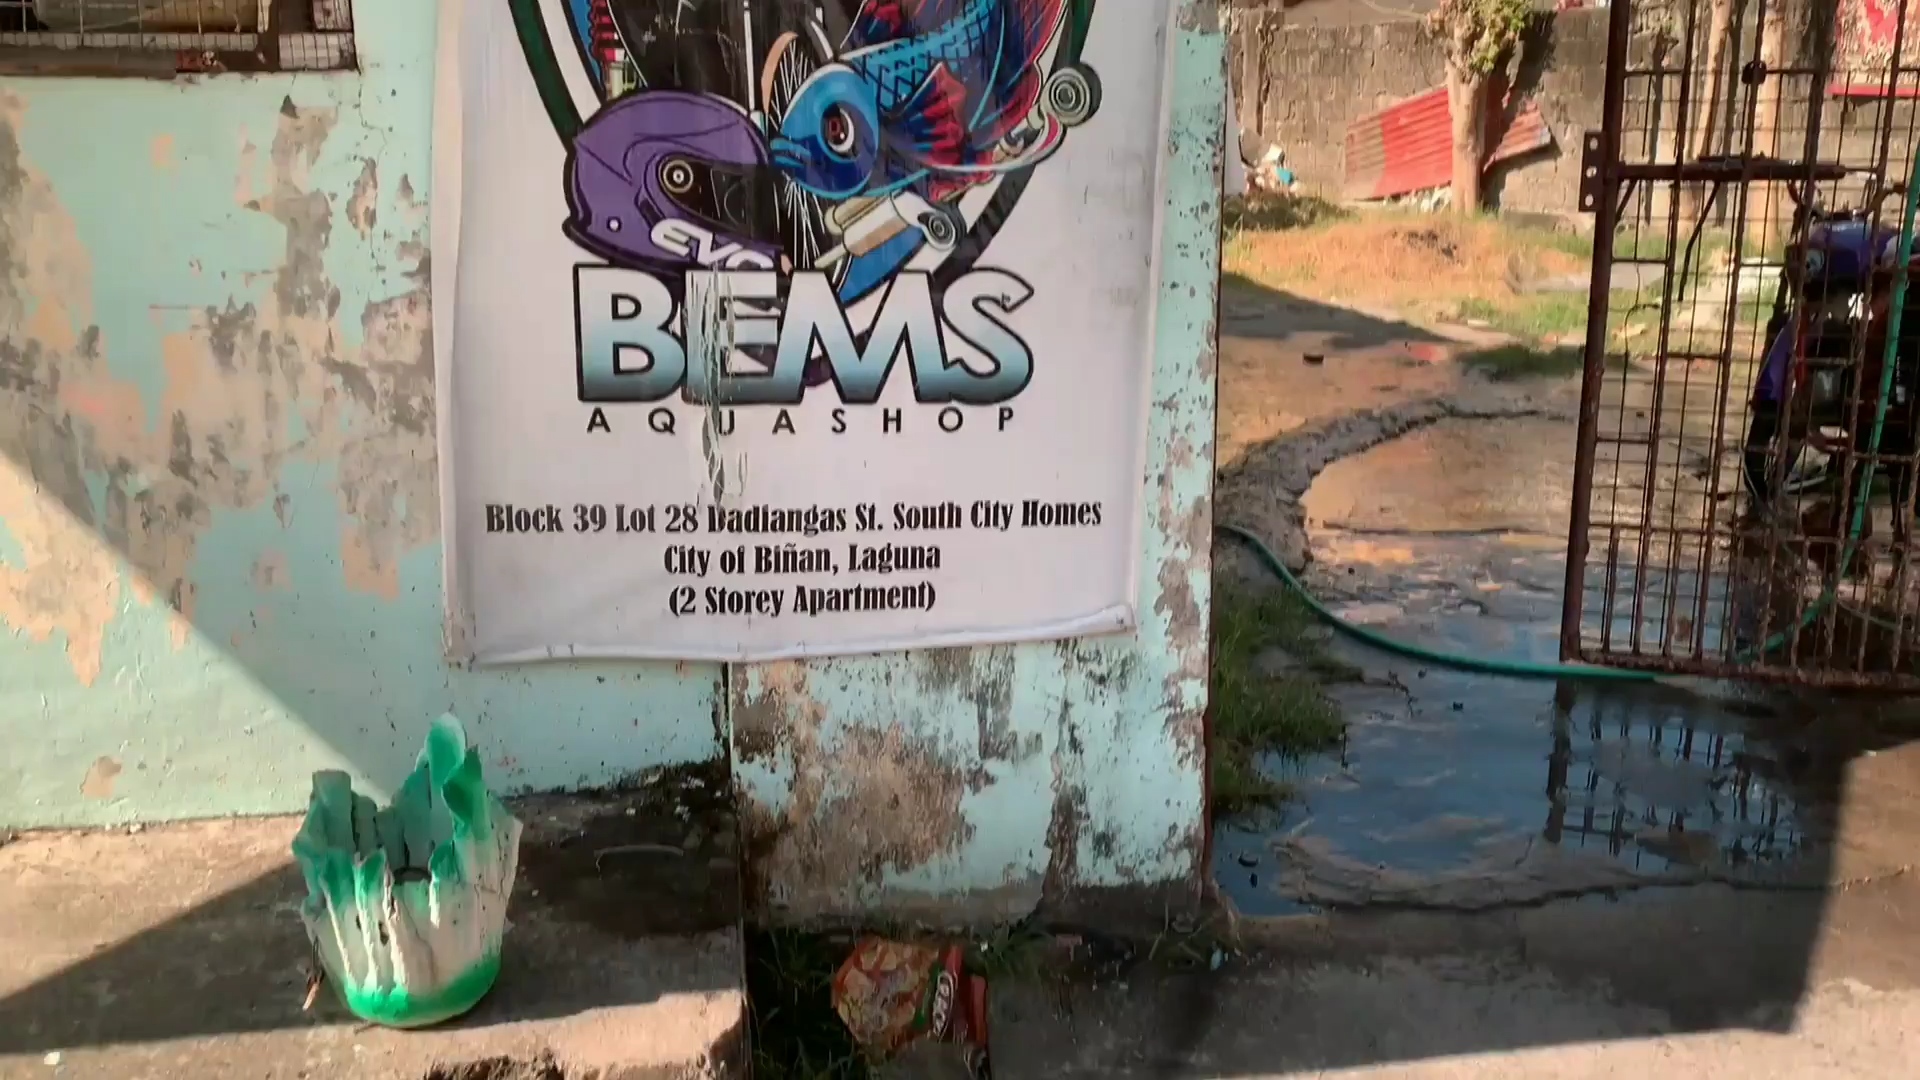 EVO
BEMS
AQUASHOP
Block 39 Lot 28 Dadiangas St. South City Homes
City of Biñan, Laguna
(2 Storey Apartment)